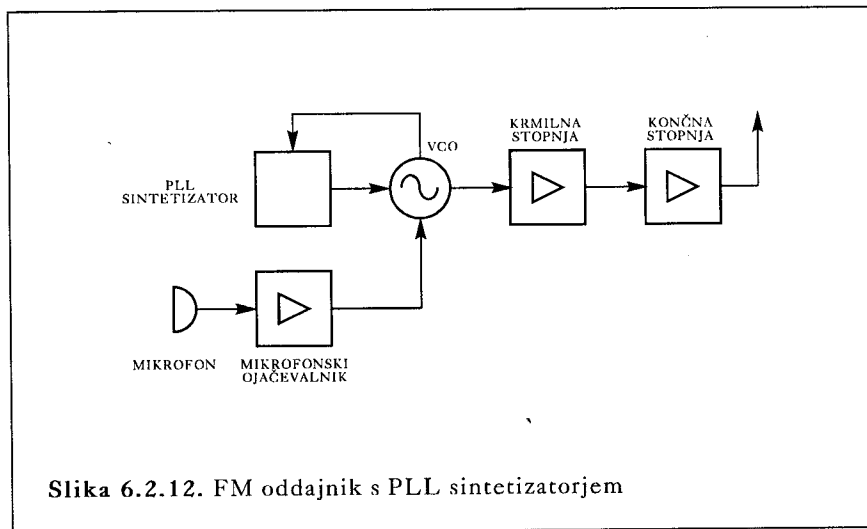 KRMILNA
STOPNJA
KONČNA
STOPNJA
VCO
PLL
SINTETIZATOR
MIKROFON
MIKROFONSKI
OJAČEVALNIK
Slika 6.2.12. FM oddajnik s PLL sintetizatorjem